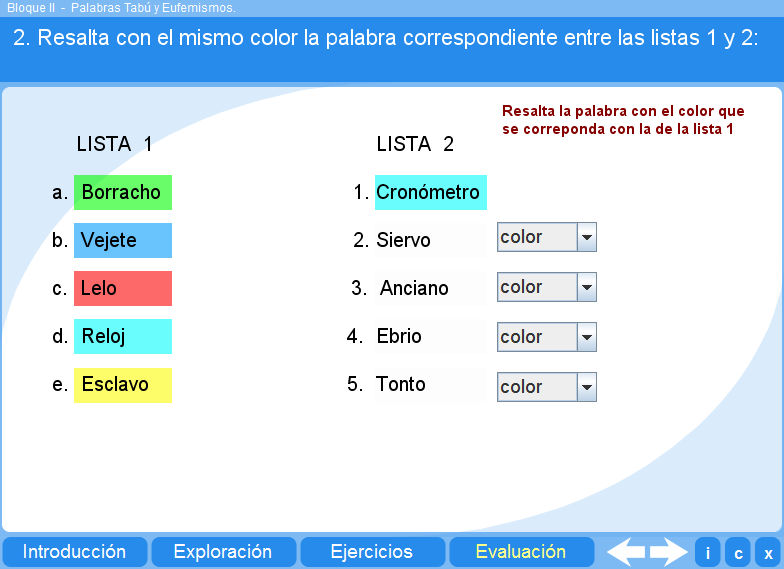 Bloque II - Palabras Tabú y Eufemismos.
2. Resalta con el mismo color la palabra correspondiente entre las listas 1 y 2:
Resalta la palabra con el color que
se correponda con la de la lista 1
LISTA 1
LISTA 2
a. Borracho
1. Cronómetro
b. Vejete
2. Siervo
color
c. Lelo
3. Anciano
color
d. Reloj
4. Ebrio
color
e. Esclavo
5. Tonto
color
Introducción
Exploración
Ejercicios
Evaluación
i
c
x